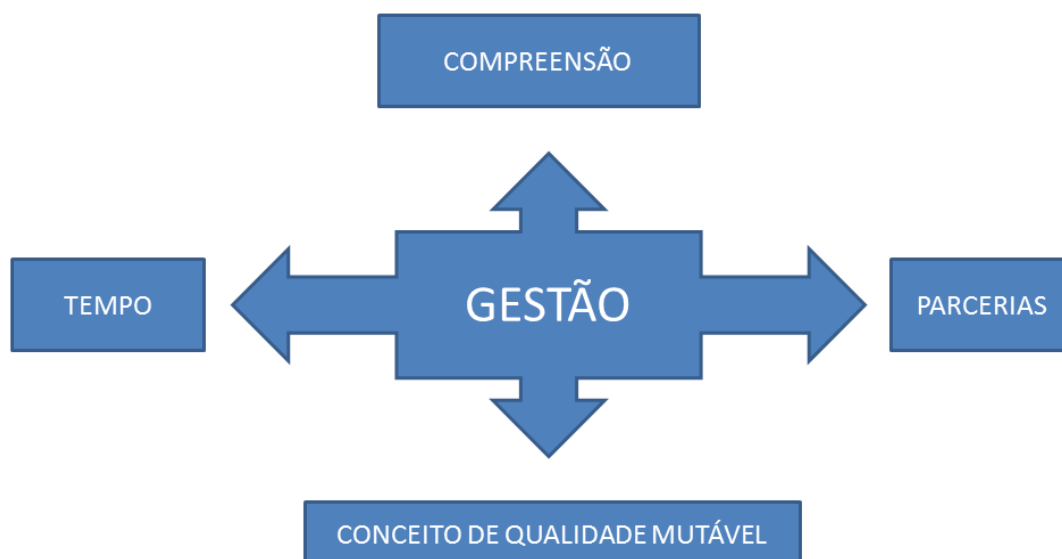 COMPREENSÃO
TEMPO
GESTÃO
PARCERIAS
CONCEITO DE QUALIDADE MUTÁVEL